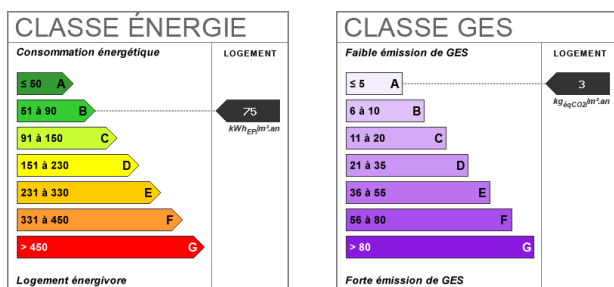 CLASSE ÉNERGIE
Consommation énergétique
LOGEMENT
≤ 50 A
51 à 90 B
75
kWhEP/m².an
91 à 150 C
151 à 230 D
231 à 330 E
331 à 450 F
> 450 G
Logement énergivore
CLASSE GES
Faible émission de GES
LOGEMENT
≤ 5 A
3
kgéqCO2/m².an
6 à 10 B
11 à 20 C
21 à 35 D
36 à 55 E
56 à 80 F
> 80 G
Forte émission de GES